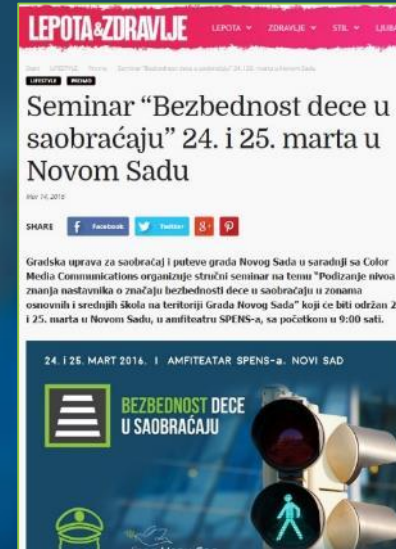 LEPOTA&ZDRAVLJE
LEPOTA ZDRAVLJE STIL LJUBA
LIFESTYLE PROMO
Seminar “Bezbednost dece u
saobraćaju” 24. i 25. marta u
Novom Sadu
Mar 14, 2016
SHARE Facebook Twitter
Gradska uprava za saobraćaj i puteve grada Novog Sada u saradnji sa Color
Media Communications organizuje stručni seminar na temu “Podizanje nivoa
znanja nastavnika o značaju bezbednosti dece u saobraćaju u zonama
osnovnih i srednjih škola na teritoriji Grada Novog Sada” koji će biti održan 2
i 25. marta u Novom Sadu, u amfiteatru SPENS-a, sa početkom u 9:00 sati.
24. i 25. MART 2016. I AMFITEATAR SPENS-a. NOVI SAD
BEZBEDNOST DECE
U SAOBRAĆAJU